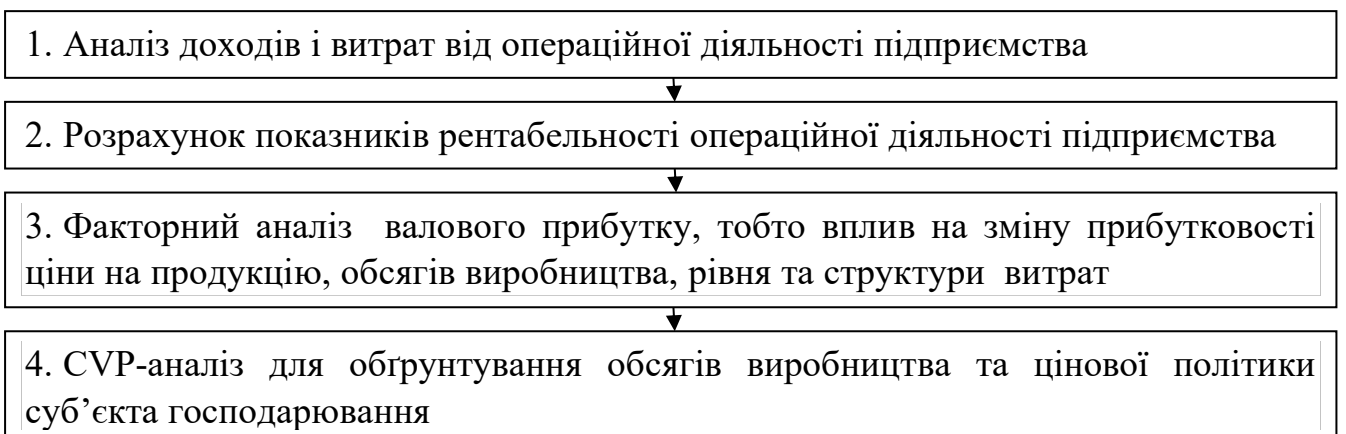 1. Аналіз доходів і витрат від операційної діяльності підприємства
2. Розрахунок показників рентабельності операційної діяльності підприємства
3. Факторний аналіз валового прибутку, тобто вплив на зміну прибутковості
ціни на продукцію, обсягів виробництва, рівня та структури витрат
4. CVP-аналіз для обґрунтування обсягів виробництва та цінової політики
суб’єкта господарювання